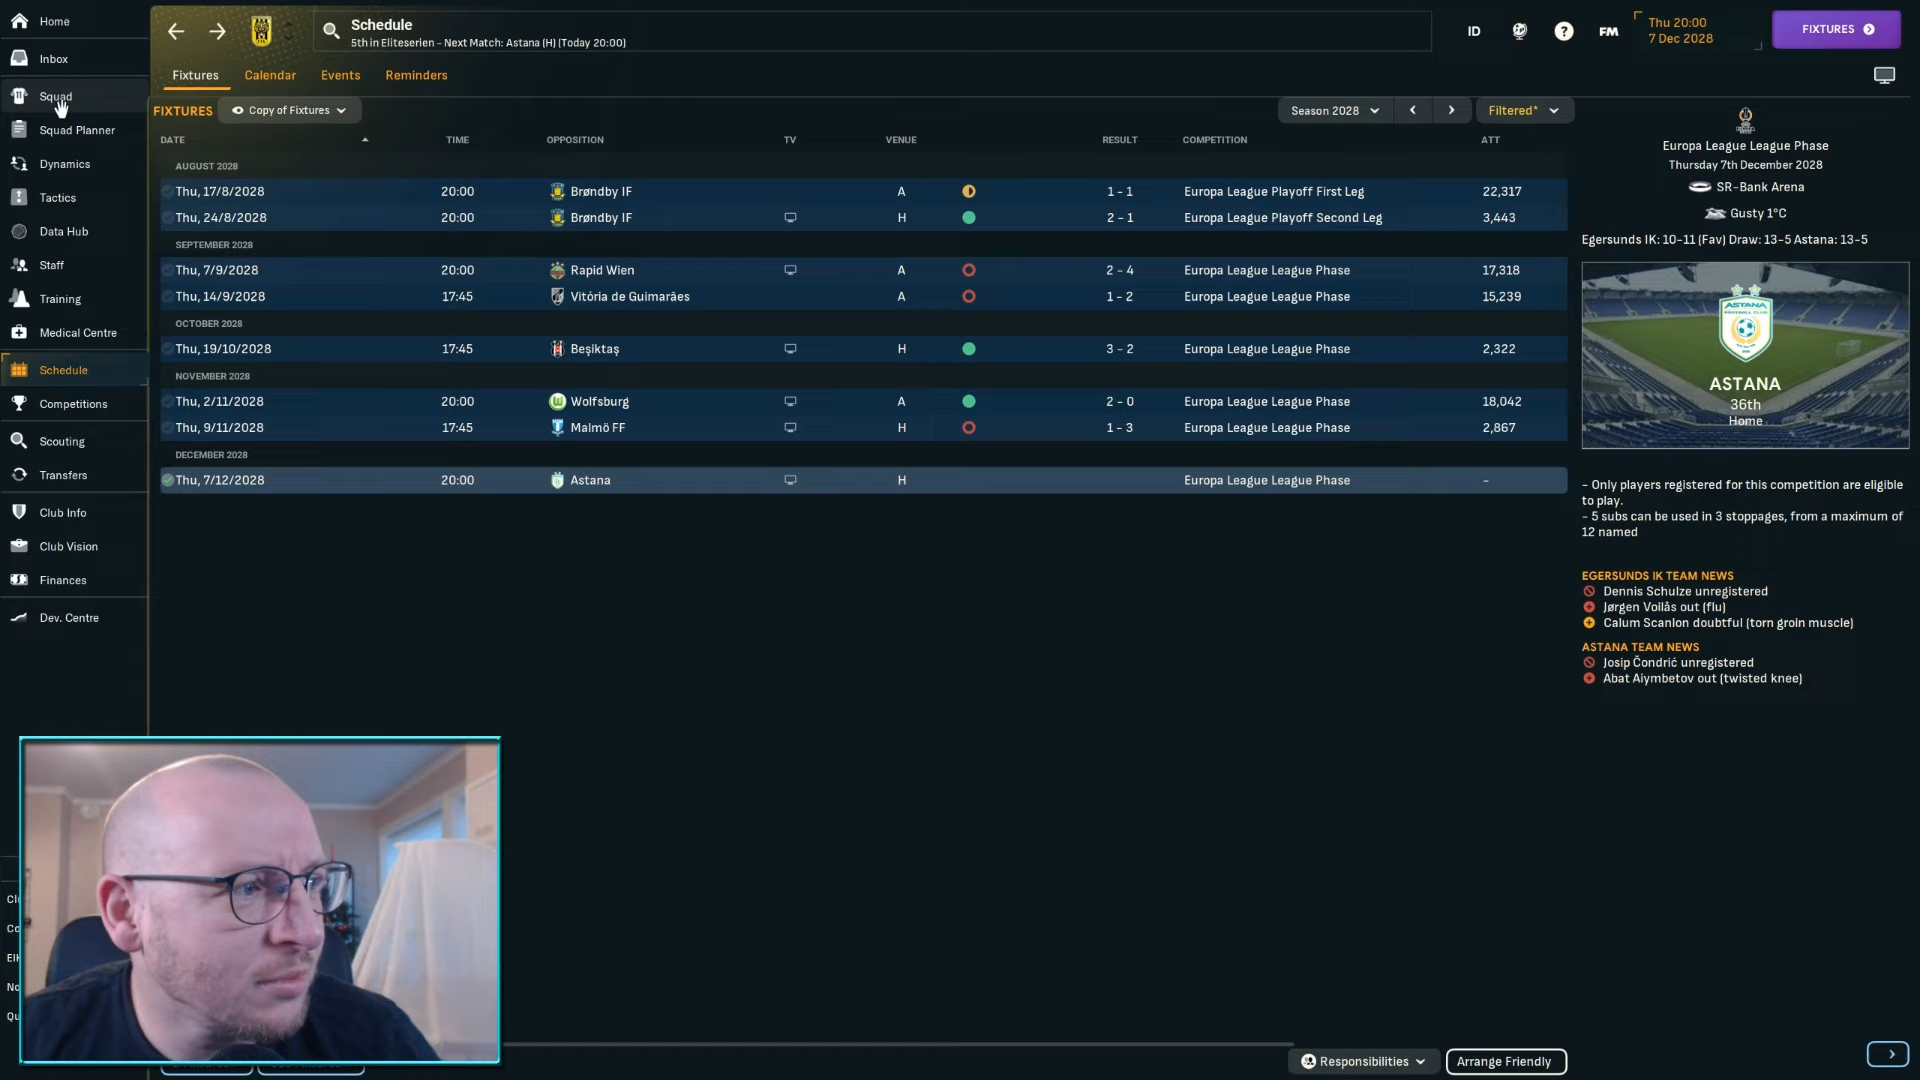 Home
Inbox
Squad
Squad Planner
Dynamics
Tactics
Data Hub
Staff
Training
Medical Centre
Schedule
Competitions
Scouting
Transfers
Club Info
Club Vision
Finances
Dev. Centre
Schedule
5th in Eliteserien - Next Match: Astana (H) (Today 20:00)
ID
FM
Thu 20:00
7 Dec 2028
FIXTURES
Fixtures Calendar Events Reminders
FIXTURES Copy of Fixtures
Season 2028
Filtered*
DATE TIME OPPOSITION TV VENUE RESULT COMPETITION ATT
AUGUST 2028
Thu, 17/8/2028 20:00 Brøndby IF A 1 - 1 Europa League Playoff First Leg 22,317
Thu, 24/8/2028 20:00 Brøndby IF H 2 - 1 Europa League Playoff Second Leg 3,443
SEPTEMBER 2028
Thu, 7/9/2028 20:00 Rapid Wien A 2 - 4 Europa League League Phase 17,318
Thu, 14/9/2028 17:45 Vitória de Guimarães A 1 - 2 Europa League League Phase 15,239
OCTOBER 2028
Thu, 19/10/2028 17:45 Beşiktaş H 3 - 2 Europa League League Phase 2,322
NOVEMBER 2028
Thu, 2/11/2028 20:00 Wolfsburg A 2 - 0 Europa League League Phase 18,042
Thu, 9/11/2028 17:45 Malmö FF H 1 - 3 Europa League League Phase 2,867
DECEMBER 2028
Thu, 7/12/2028 20:00 Astana H Europa League League Phase -
Europa League League Phase
Thursday 7th December 2028
SR-Bank Arena
Gusty 1°C
Egersunds IK: 10-11 (Fav) Draw: 13-5 Astana: 13-5
ASTANA
ASTANA
36th
Home
- Only players registered for this competition are eligible
to play.
- 5 subs can be used in 3 stoppages, from a maximum of
12 named
EGERSUNDS IK TEAM NEWS
Dennis Schulze unregistered
Jørgen Voilås out (flu)
Calum Scanlon doubtful (torn groin muscle)
ASTANA TEAM NEWS
Josip Čondrić unregistered
Abat Aiymbetov out (twisted knee)
Responsibilities
Arrange Friendly